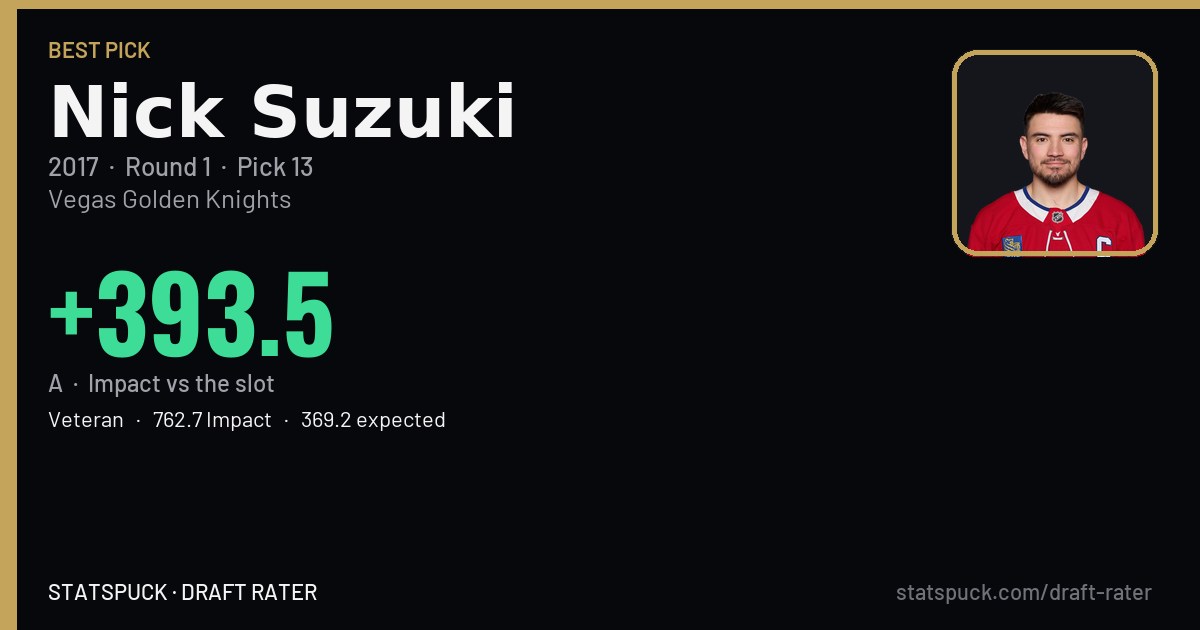 BEST PICK
Nick Suzuki
2017 · Round 1 · Pick 13
Vegas Golden Knights
+393.5
A · Impact vs the slot
Veteran · 762.7 Impact · 369.2 expected
C
STATSPUCK · DRAFT RATER
statspuck.com/draft-rater